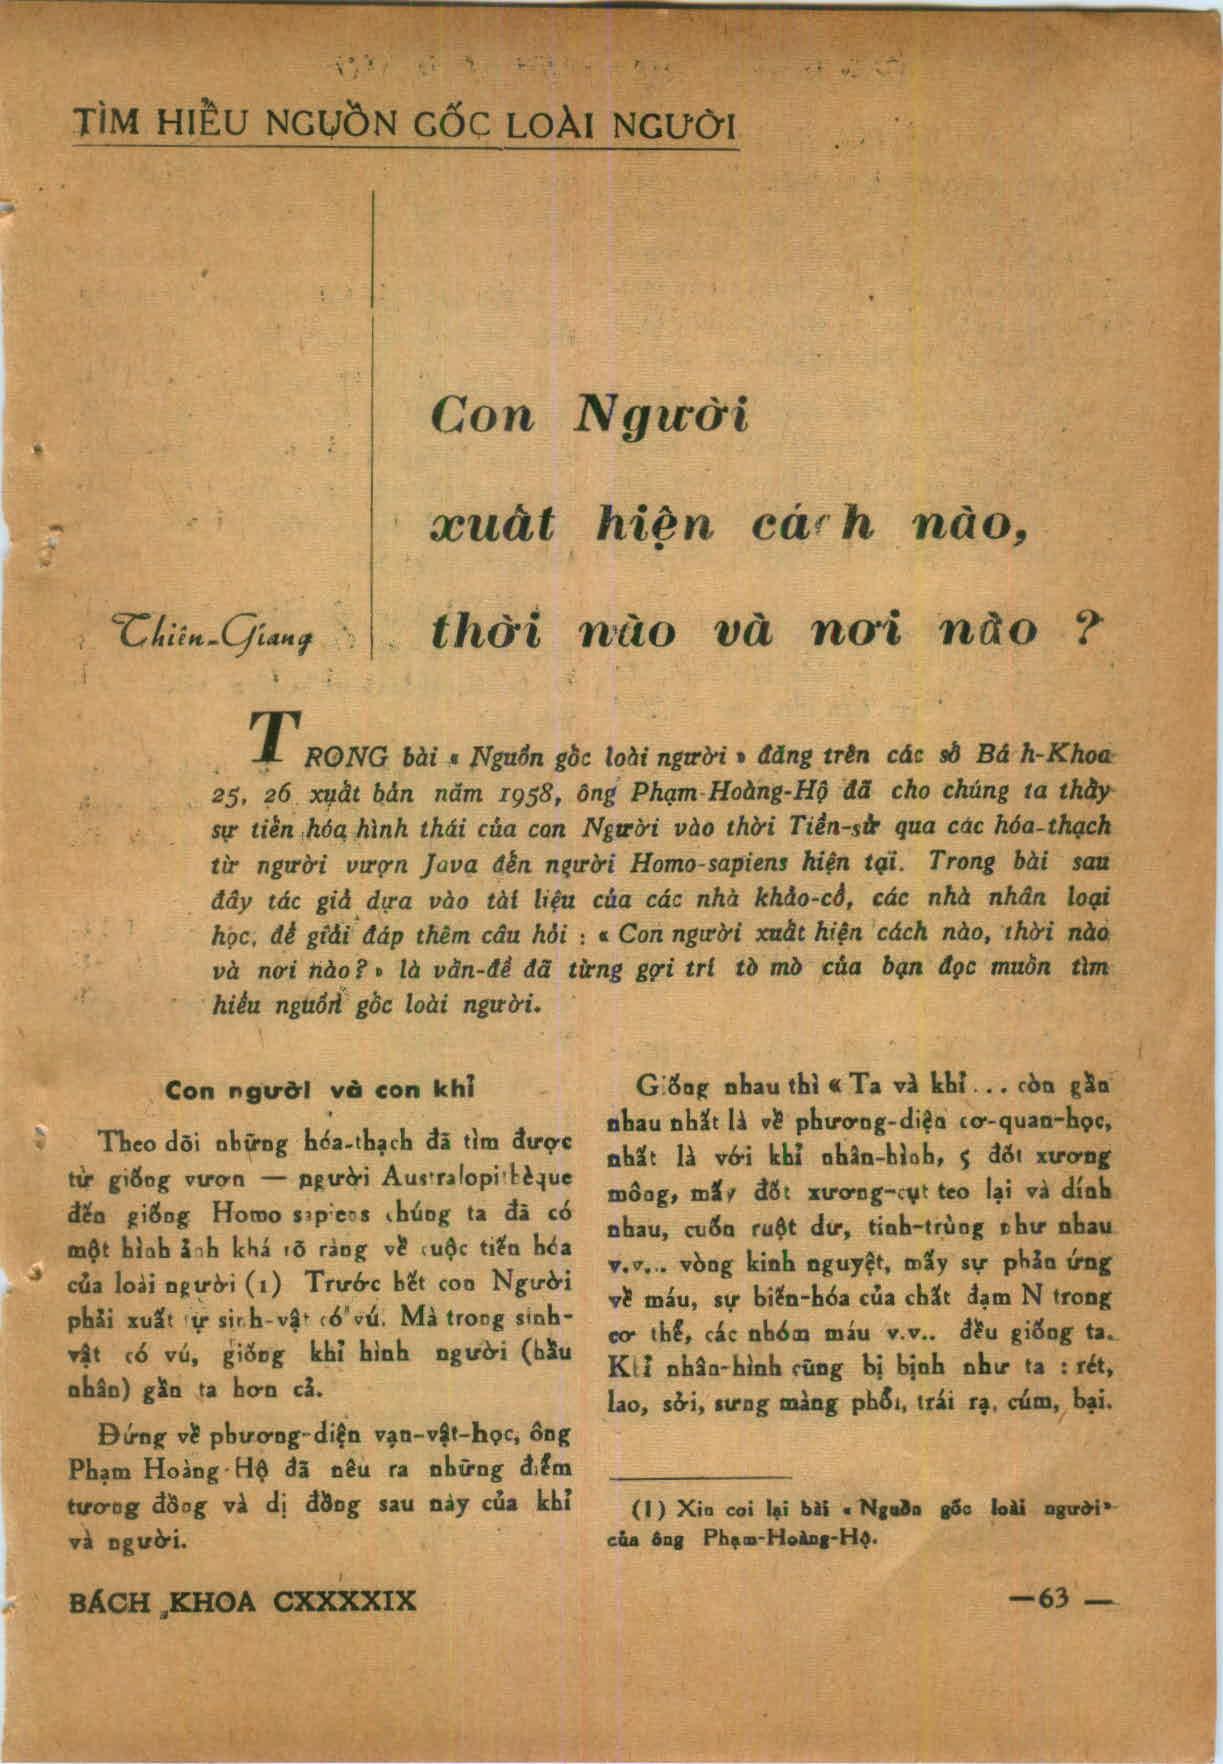 TÌM HIỂU NGUỒN GỐC LOÀI NGƯỜI
Con Người
xuất hiện cách nào,
Thiên-Giang
thời nào và nơi nào ?
TRONG bài « Nguồn gốc loài người » đăng trên các số Bá h-Khoa
25, 26 xuất bản năm 1958, ông Phạm-Hoàng-Hộ đã cho chúng ta thấy
sự tiến hóa hình thái của con Người vào thời Tiền-sử qua các hóa-thạch
từ người vượn Java đến người Homo-sapiens hiện tại. Trong bài sau
đây tác giả dựa vào tài liệu của các nhà khảo-cổ, các nhà nhân loại
học, để giải đáp thêm câu hỏi : « Con người xuất hiện cách nào, thời nào
và nơi nào ? » là vấn-đề đã từng gợi trí tò mò của bạn đọc muốn tìm
hiểu nguồn gốc loài người.
Con người và con khỉ
Theo dõi những hóa-thạch đã tìm được
từ giống vượn — người Australopithèque
đến giống Homo sapiens chúng ta đã có
một hình ảnh khá rõ ràng về cuộc tiến hóa
của loài người (1) Trước hết con Người
phải xuất tự sinh-vật có vú. Mà trong sinh-
vật có vú, giống khỉ hình người (hầu
nhân) gần ta hơn cả.
Đứng về phương-diện vạn-vật-học, ông
Phạm Hoàng-Hộ đã nêu ra những điểm
tương đồng và dị đồng sau này của khỉ
và người.
Giống nhau thì « Ta và khỉ... còn gần
nhau nhất là về phương-diện cơ-quan-học,
nhất là với khỉ nhân-hình, 5 đốt xương
mông, mấy đốt xương-cụt teo lại và dính
nhau, cuốn ruột dư, tinh-trùng như nhau
v.v... vòng kinh nguyệt, mấy sự phản ứng
về máu, sự biến-hóa của chất đạm N trong
cơ thể, các nhóm máu v.v.. đều giống ta.
Khỉ nhân-hình cũng bị bịnh như ta : rét,
lao, sởi, sưng màng phổi, trái rạ, cúm, bại.
(1) Xin coi lại bài « Nguồn gốc loài người»
của ông Phạm-Hoàng-Hộ.
BÁCH KHOA CXXXXIX
—63 —